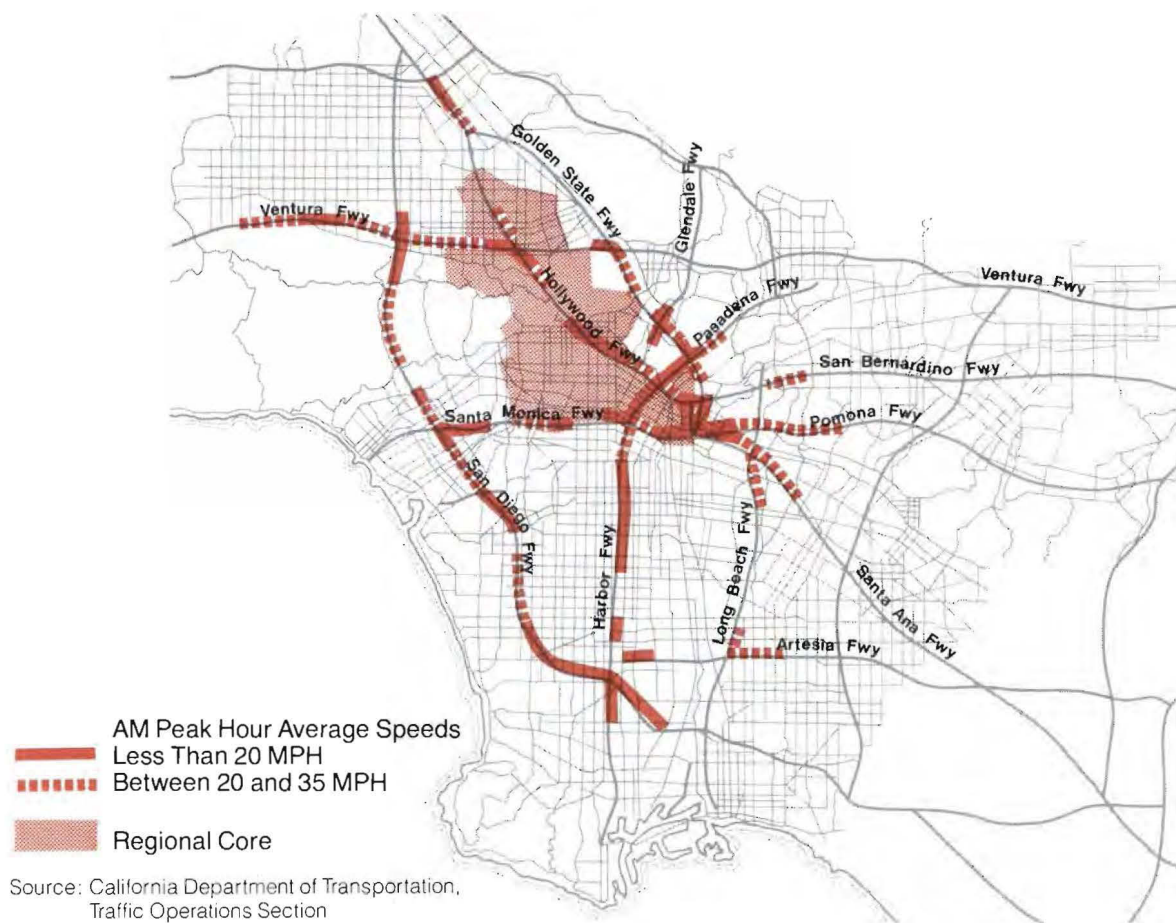 Golden State Fwy
Glendale Fwy
Ventura Fwy
Hollywood Fwy
Pasadena Fwy
Ventura Fwy
San Bernardino Fwy
Santa Monica Fwy
Pomona Fwy
San Diego Fwy
Harbor Fwy
Long Beach Fwy
Santa Ana Fwy
Artesia Fwy
AM Peak Hour Average Speeds
Less Than 20 MPH
Between 20 and 35 MPH
Regional Core
Source: California Department of Transportation,
Traffic Operations Section